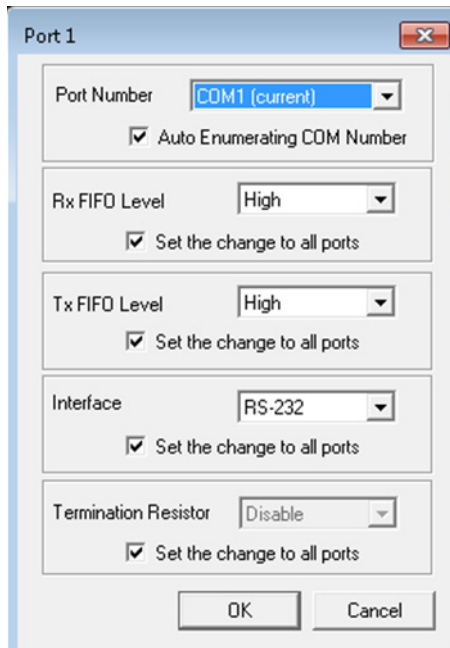 Port 1
Port Number COM1 (current)
Auto Enumerating COM Number
Rx FIFO Level High
Set the change to all ports
Tx FIFO Level High
Set the change to all ports
Interface RS-232
Set the change to all ports
Termination Resistor Disable
Set the change to all ports
OK Cancel